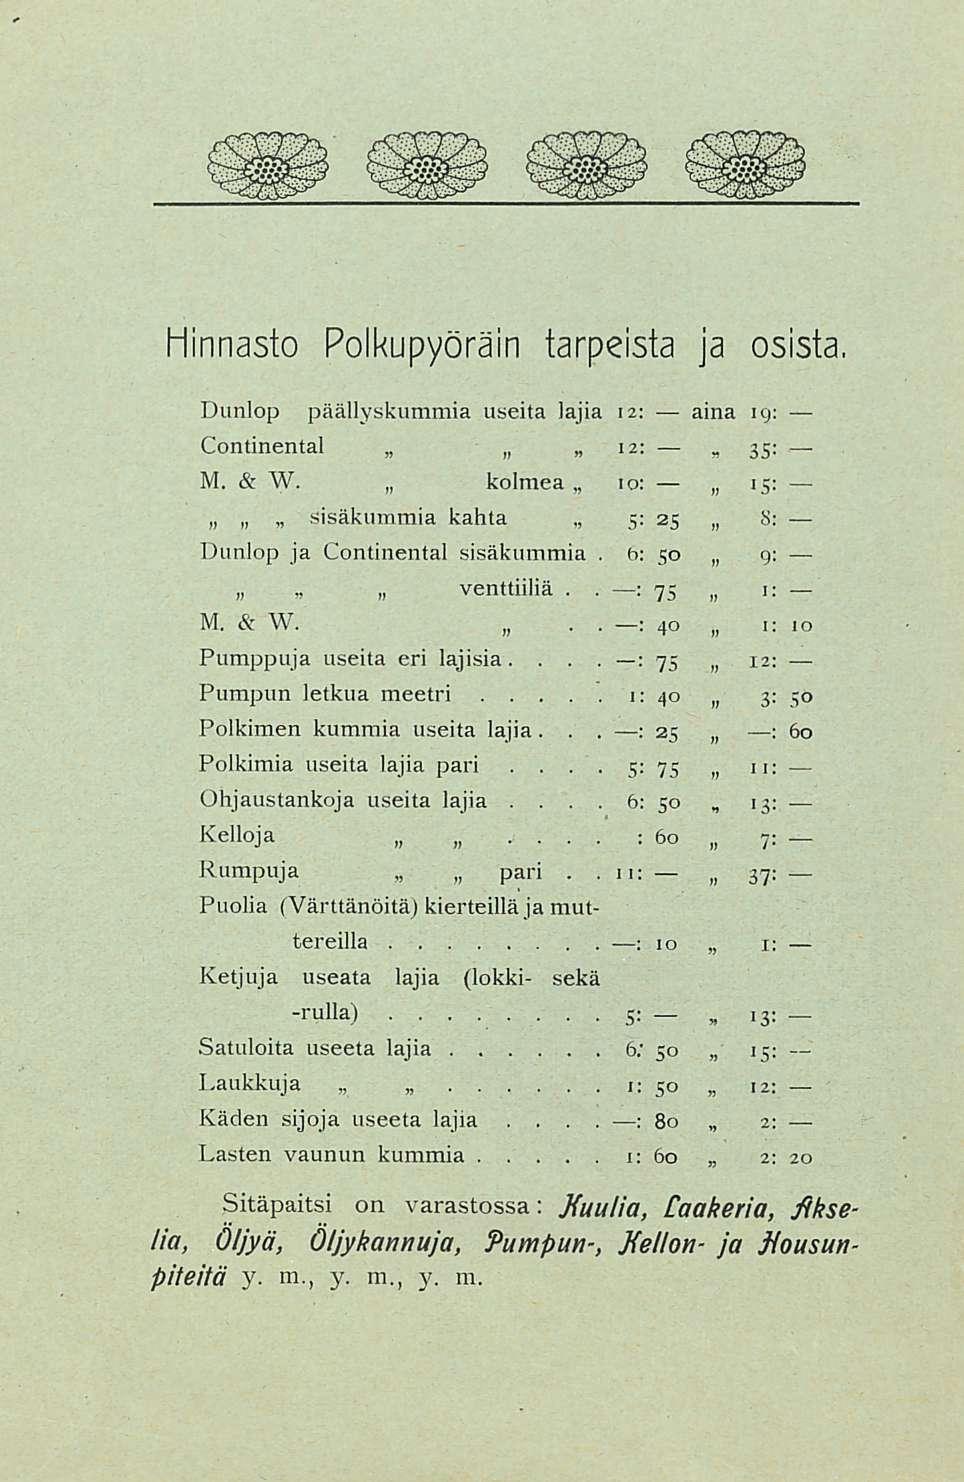 Hinnasto Polkupyöräin tarpeista ja osista.
Dunlop päällyskummia useita lajia 12: — aina 19: —
Continental „ „ „ 12: — „ 35: —
M. & W. „ kolmea „ 10: — „ 15: —
„ „ „ sisäkummia kahta „ 5: 25 „ 8: —
Dunlop ja Continental sisäkummia . 6: 50 „ 9: —
„ „ „ venttiiliä . . —: 75 „ 1: —
M. & W. „ . . —: 40 „ 1: 10
Pumppuja useita eri lajisia . . . . —: 75 „ 12: —
Pumpun letkua meetri . . . . . 1: 40 „ 3: 50
Polkimen kummia useita lajia . . . —: 25 „ —: 60
Polkimia useita lajia pari . . . . 5: 75 „ 11: —
Ohjaustankoja useita lajia . . . . 6: 50 „ 13: —
Kelloja „ „ . . . . : 60 „ 7: —
Rumpuja „ „ pari . . 11: — „ 37: —
Puolia (Värttänöitä) kierteillä ja mut-
tereilla . . . . . . . . —: 10 „ 1: —
Ketjuja useata lajia (lokki- sekä
-rulla) . . . . . . . . 5: — „ 13: —
Satuloita useeta lajia . . . . . . 6: 50 „ 15: —
Laukkuja „ „ . . . . . . 1: 50 „ 12: —
Käden sijoja useeta lajia . . . . —: 80 „ 2: —
Lasten vaunun kummia . . . . . 1: 60 „ 2: 20
Sitäpaitsi on varastossa: Kuulia, Laakeria, Akse-
lia, Öljyä, Öljykannuja, Pumpun-, Kellon- ja Housun-
piteitä y. m., y. m., y. m.